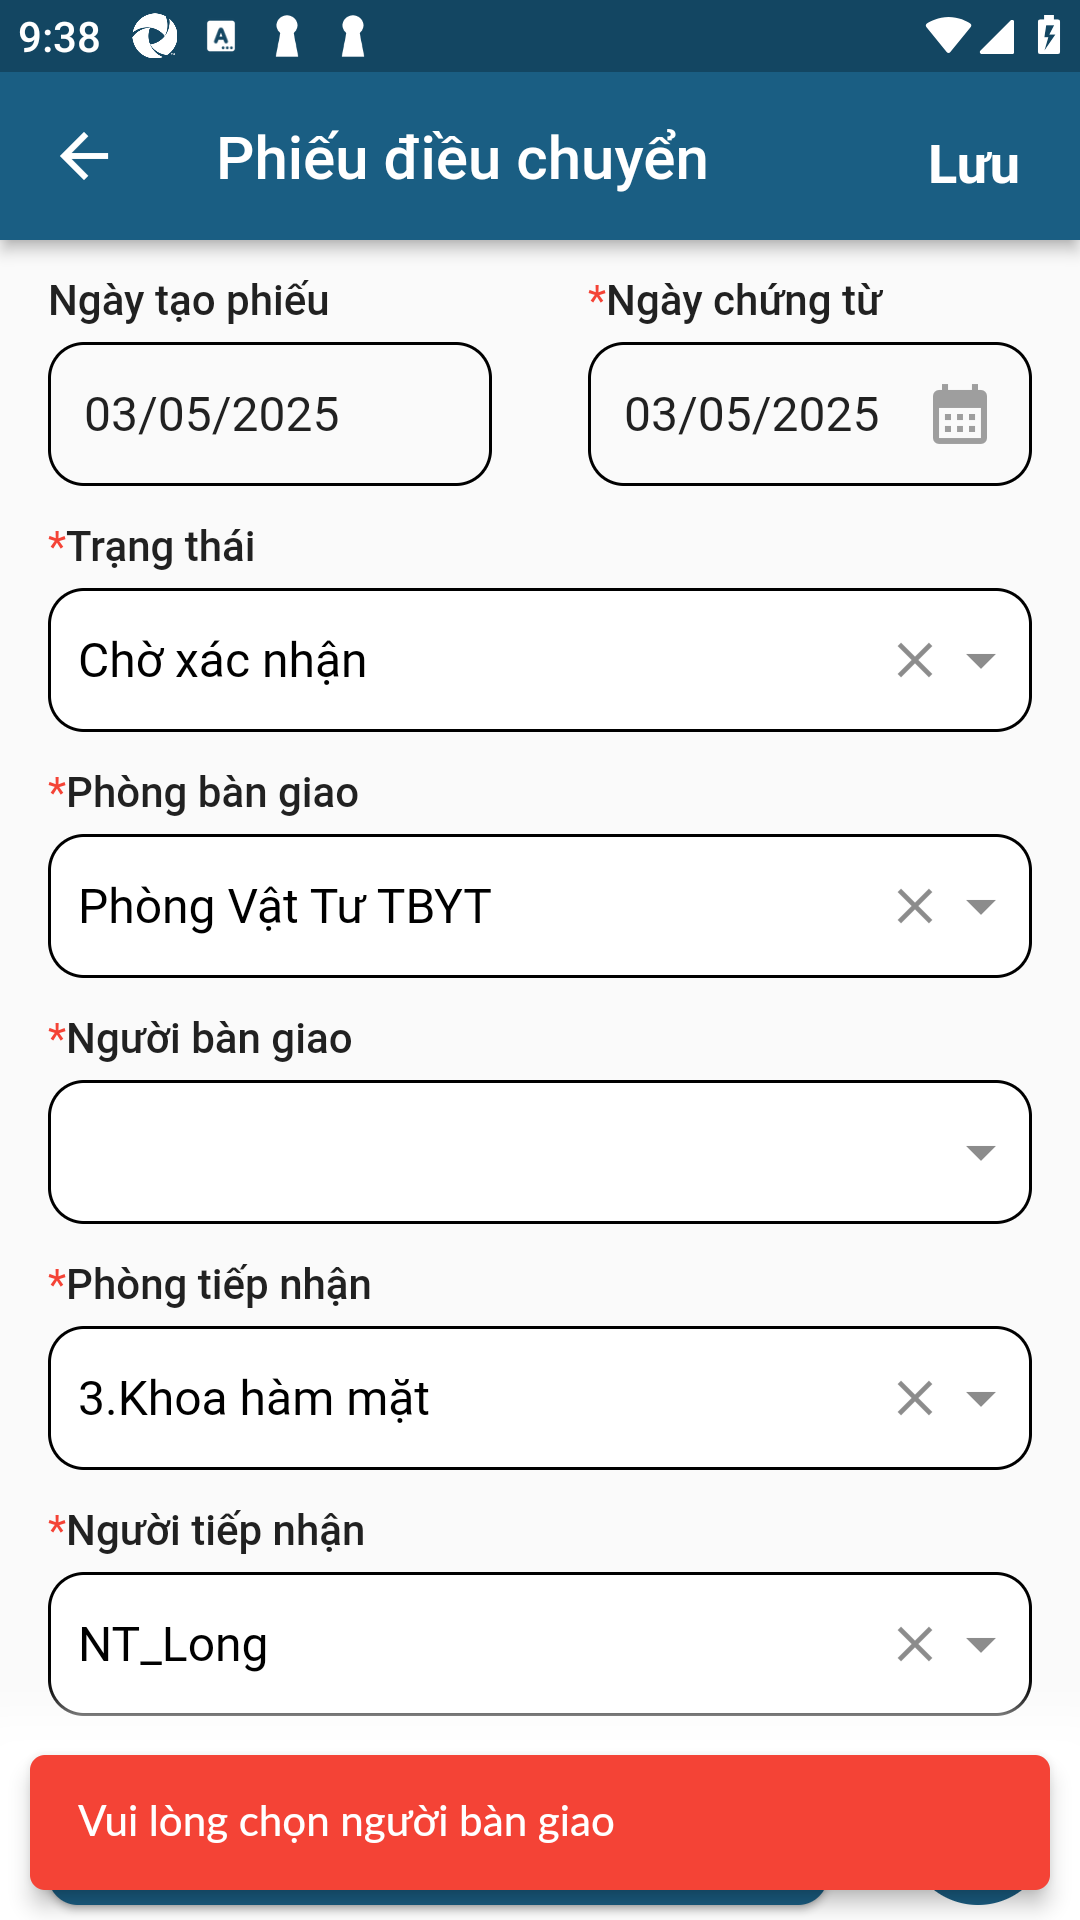 9:38
Phiếu điều chuyển
Lưu
Ngày tạo phiếu
*Ngày chứng từ
03/05/2025
03/05/2025
*Trạng thái
Chờ xác nhận
*Phòng bàn giao
Phòng Vật Tư TBYT
*Người bàn giao
*Phòng tiếp nhận
3.Khoa hàm mặt
*Người tiếp nhận
NT_Long
Vui lòng chọn người bàn giao